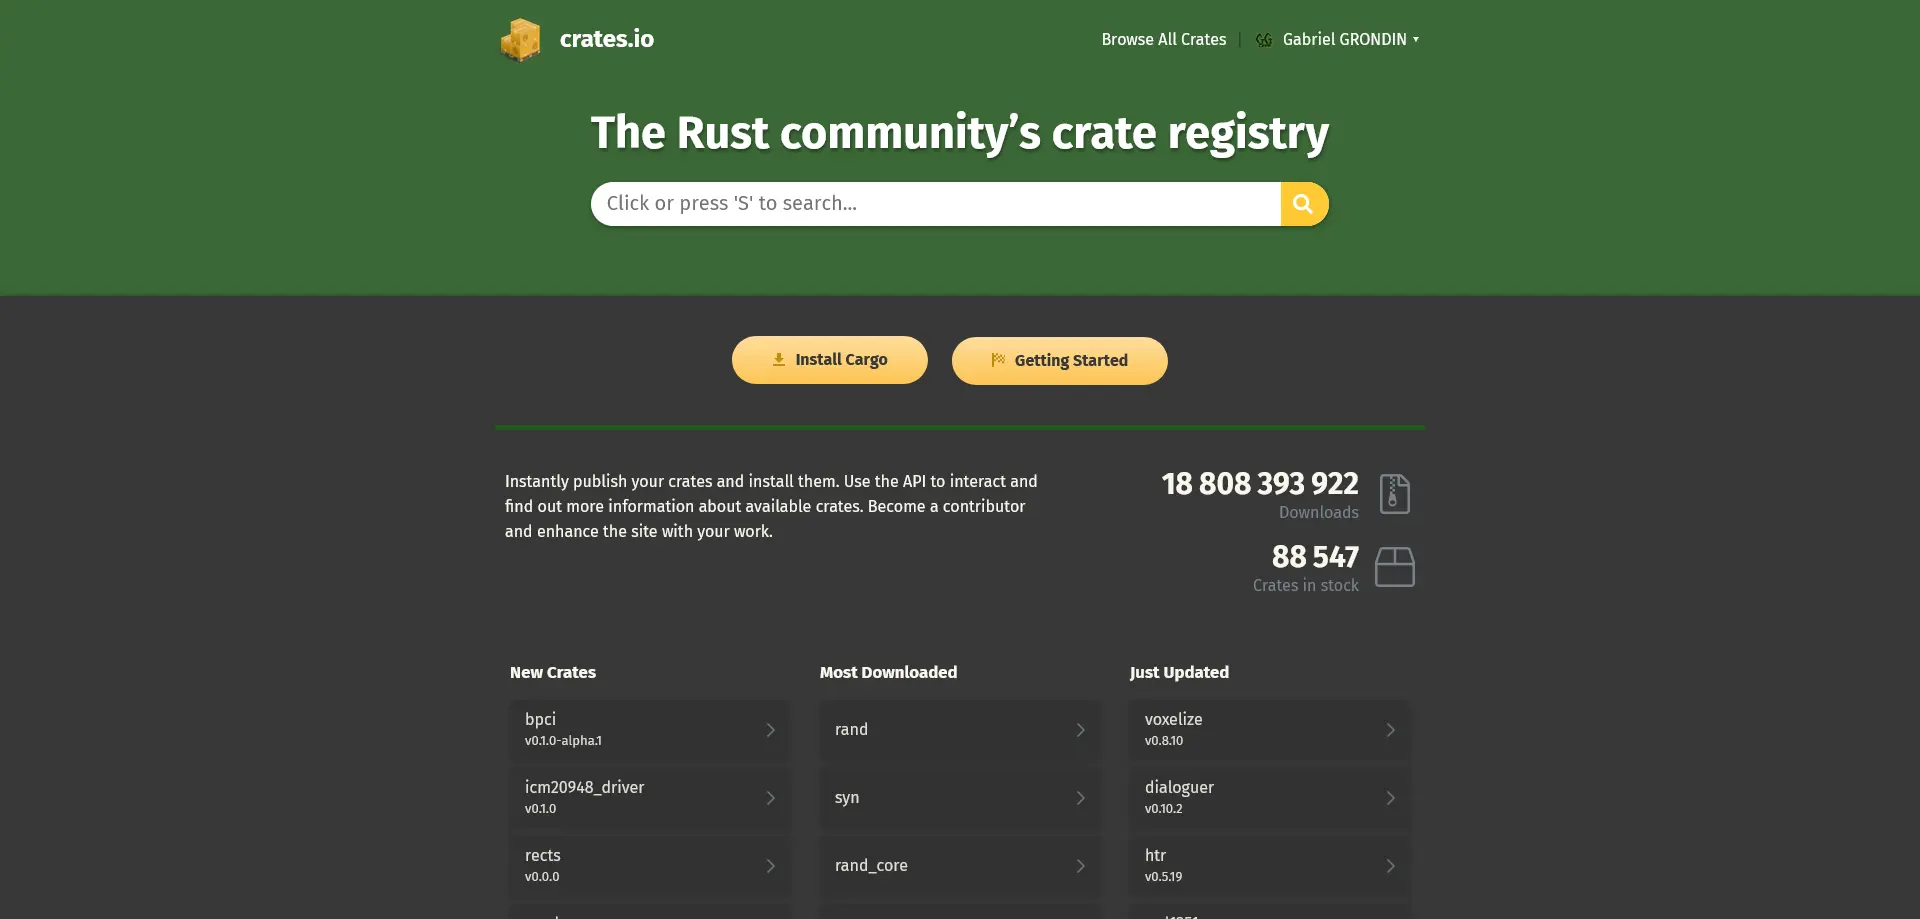 crates.io
Browse All Crates
Gabriel GRONDIN
The Rust community’s crate registry
Click or press 'S' to search...
Install Cargo
Getting Started
Instantly publish your crates and install them. Use the API to interact and
find out more information about available crates. Become a contributor
and enhance the site with your work.
18 808 393 922
Downloads
88 547
Crates in stock
New Crates
bpci
v0.1.0-alpha.1
icm20948_driver
v0.1.0
rects
v0.0.0
Most Downloaded
rand
syn
rand_core
Just Updated
voxelize
v0.8.10
dialoguer
v0.10.2
htr
v0.5.19